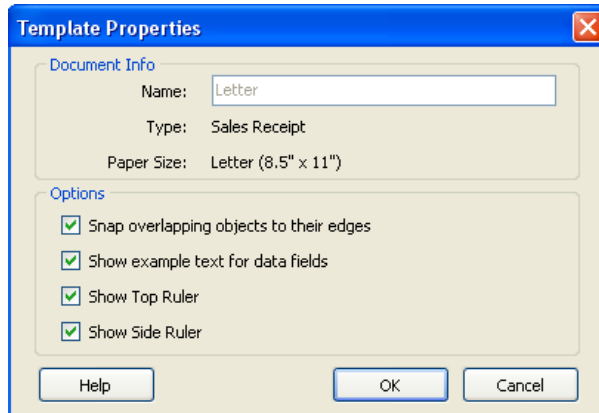 Template Properties
Document Info
Name: Letter
Type: Sales Receipt
Paper Size: Letter (8.5" x 11")
Options
Snap overlapping objects to their edges
Show example text for data fields
Show Top Ruler
Show Side Ruler
Help OK Cancel